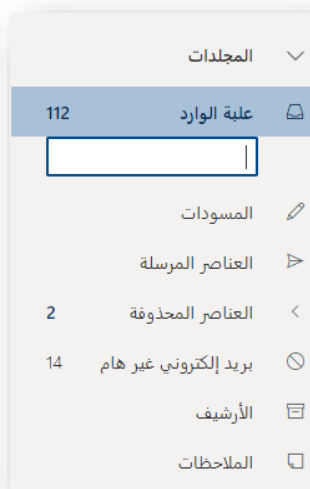 المجلدات
علبة الوارد 112
المسودات
العناصر المرسلة
العناصر المحذوفة 2
بريد إلكتروني غير هام 14
الأرشيف
الملاحظات